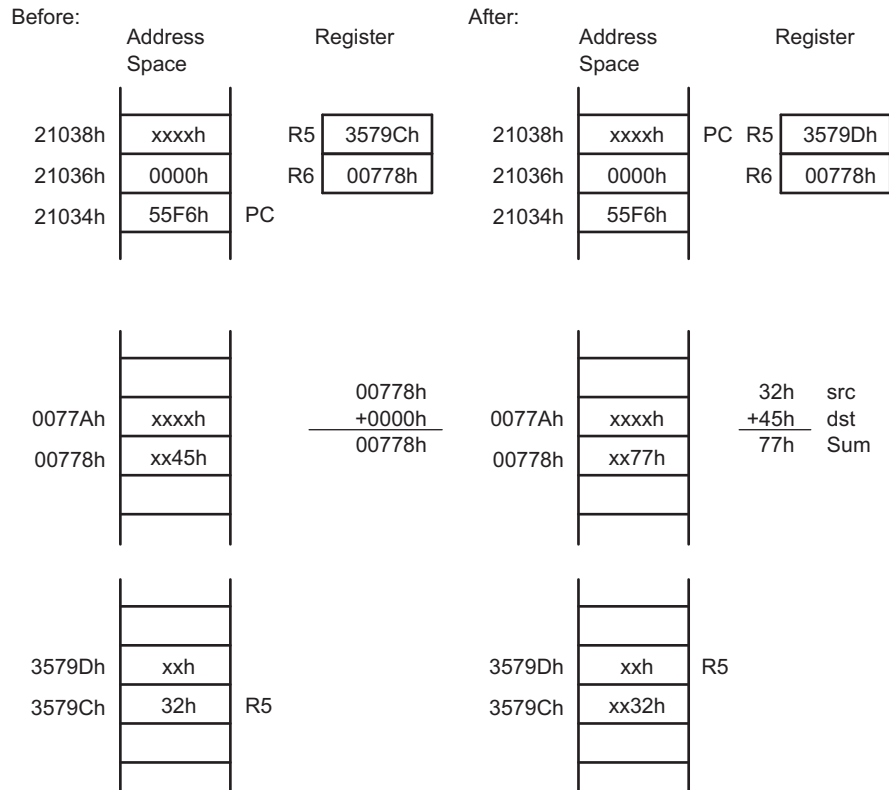 Before:
Address Space
Register
21038h xxxxh
R5 3579Ch
21036h 0000h
R6 00778h
21034h 55F6h PC
0077Ah xxxxh
00778h xx45h
00778h
+0000h
00778h
3579Dh xxh
3579Ch 32h R5
After:
Address Space
Register
21038h xxxxh PC
R5 3579Dh
21036h 0000h
R6 00778h
21034h 55F6h
0077Ah xxxxh
00778h xx77h
32h src
+45h dst
77h Sum
3579Dh xxh R5
3579Ch xx32h